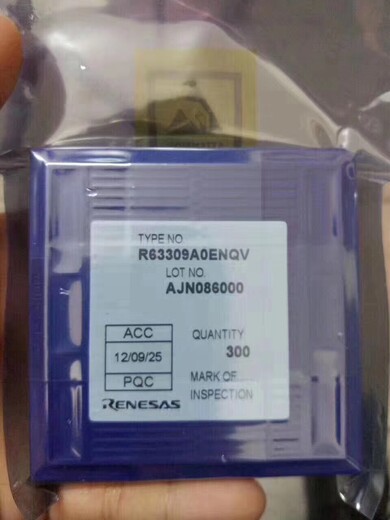 TYPE NO.
R63309A0ENQV
LOT NO.
AJN086000
ACC
12/09/25
PQC
QUANTITY
300
MARK OF
INSPECTION
RENESAS